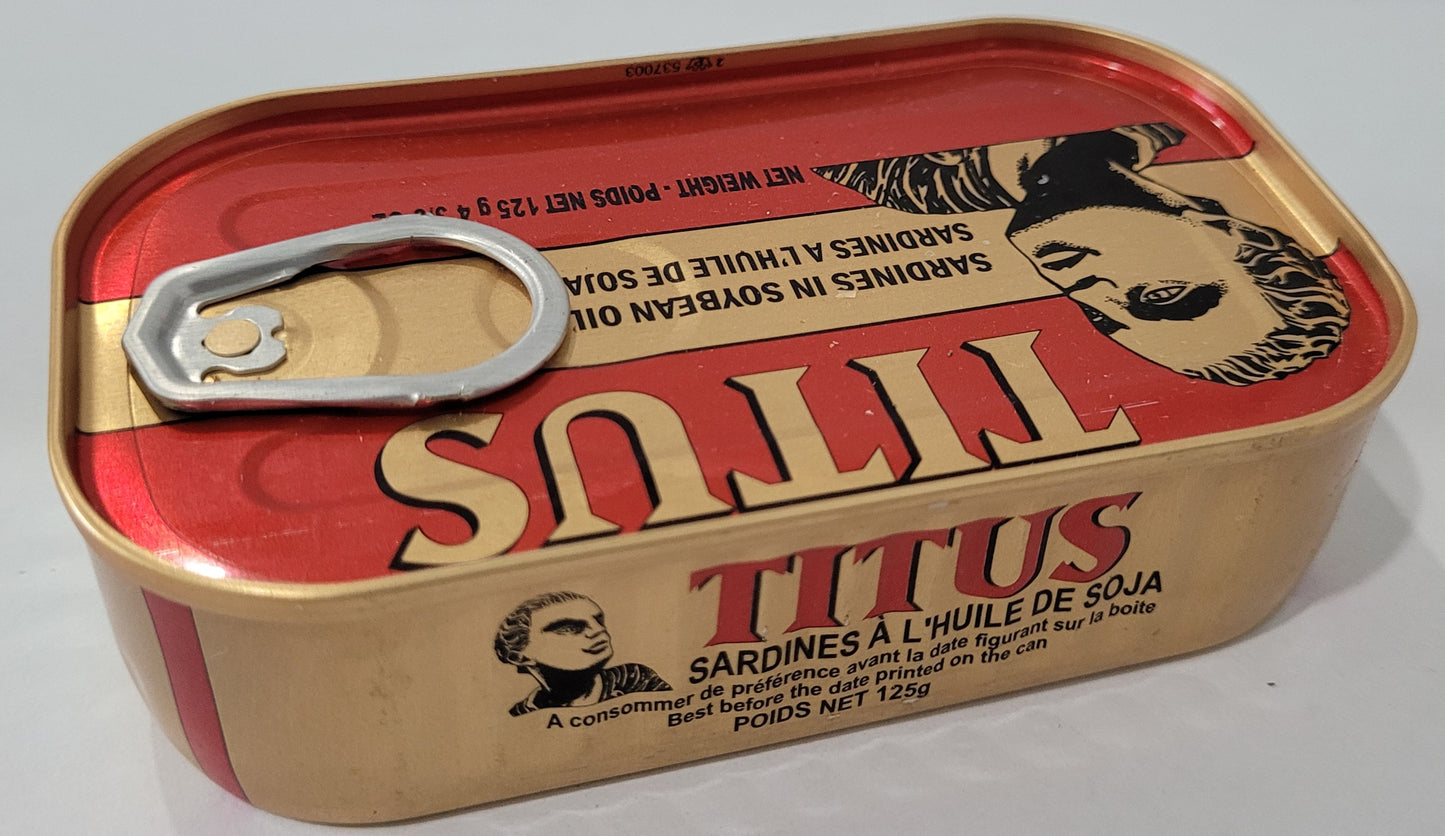 TITUS
SARDINES IN SOYBEAN OIL
SARDINES A L'HUILE DE SOJA
NET WEIGHT - POIDS NET 125 g 4
537003
TITUS
SARDINES À L'HUILE DE SOJA
A consommer de préférence avant la date figurant sur la boite
Best before the date printed on the can
POIDS NET 125g